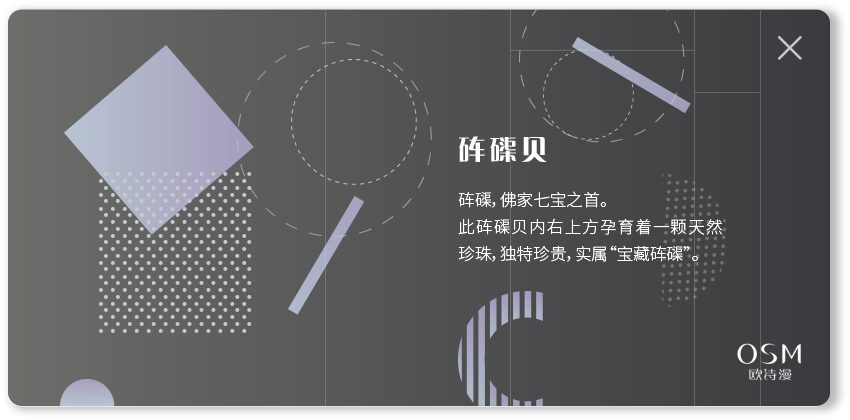 砗磲贝
砗磲，佛家七宝之首。
此砗磲贝内右上方孕育着一颗天然
珍珠，独特珍贵，实属“宝藏砗磲”。
OSM
欧诗漫